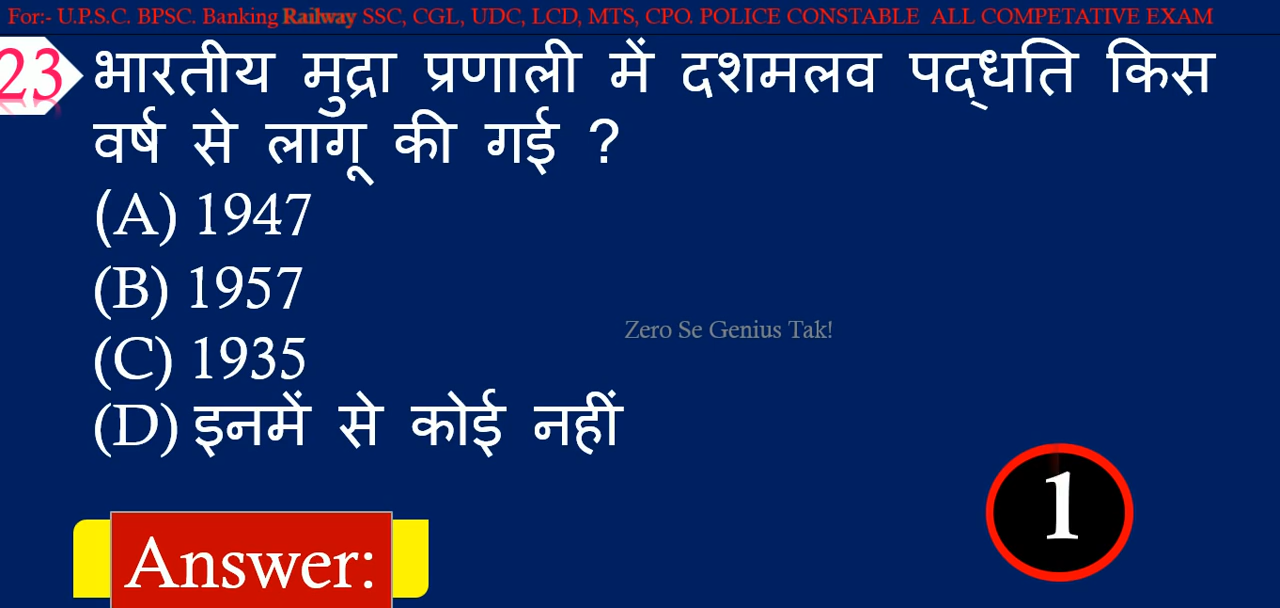 For:- U.P.S.C. BPSC. Banking Railway SSC, CGL, UDC, LCD, MTS, CPO. POLICE CONSTABLE ALL COMPETATIVE EXAM
23 भारतीय मुद्रा प्रणाली में दशमलव पद्धति किस
वर्ष से लागू की गई ?
(A) 1947
(B) 1957
Zero Se Genius Tak!
(C) 1935
(D) इनमें से कोई नहीं
1
Answer: